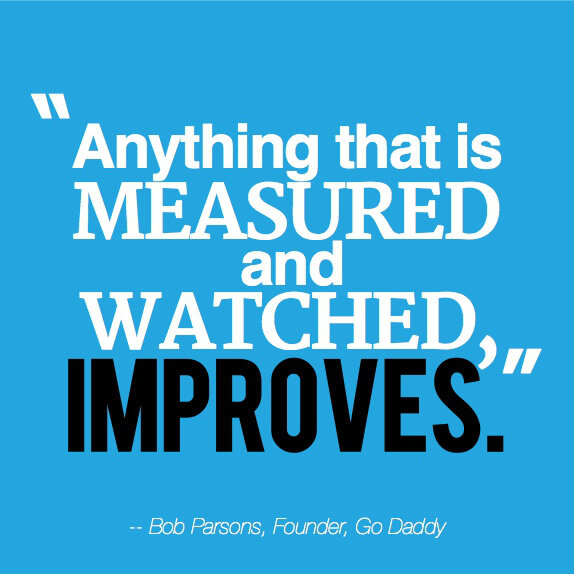 “Anything that is
MEASURED
and
WATCHED,
IMPROVES.”
-- Bob Parsons, Founder, Go Daddy